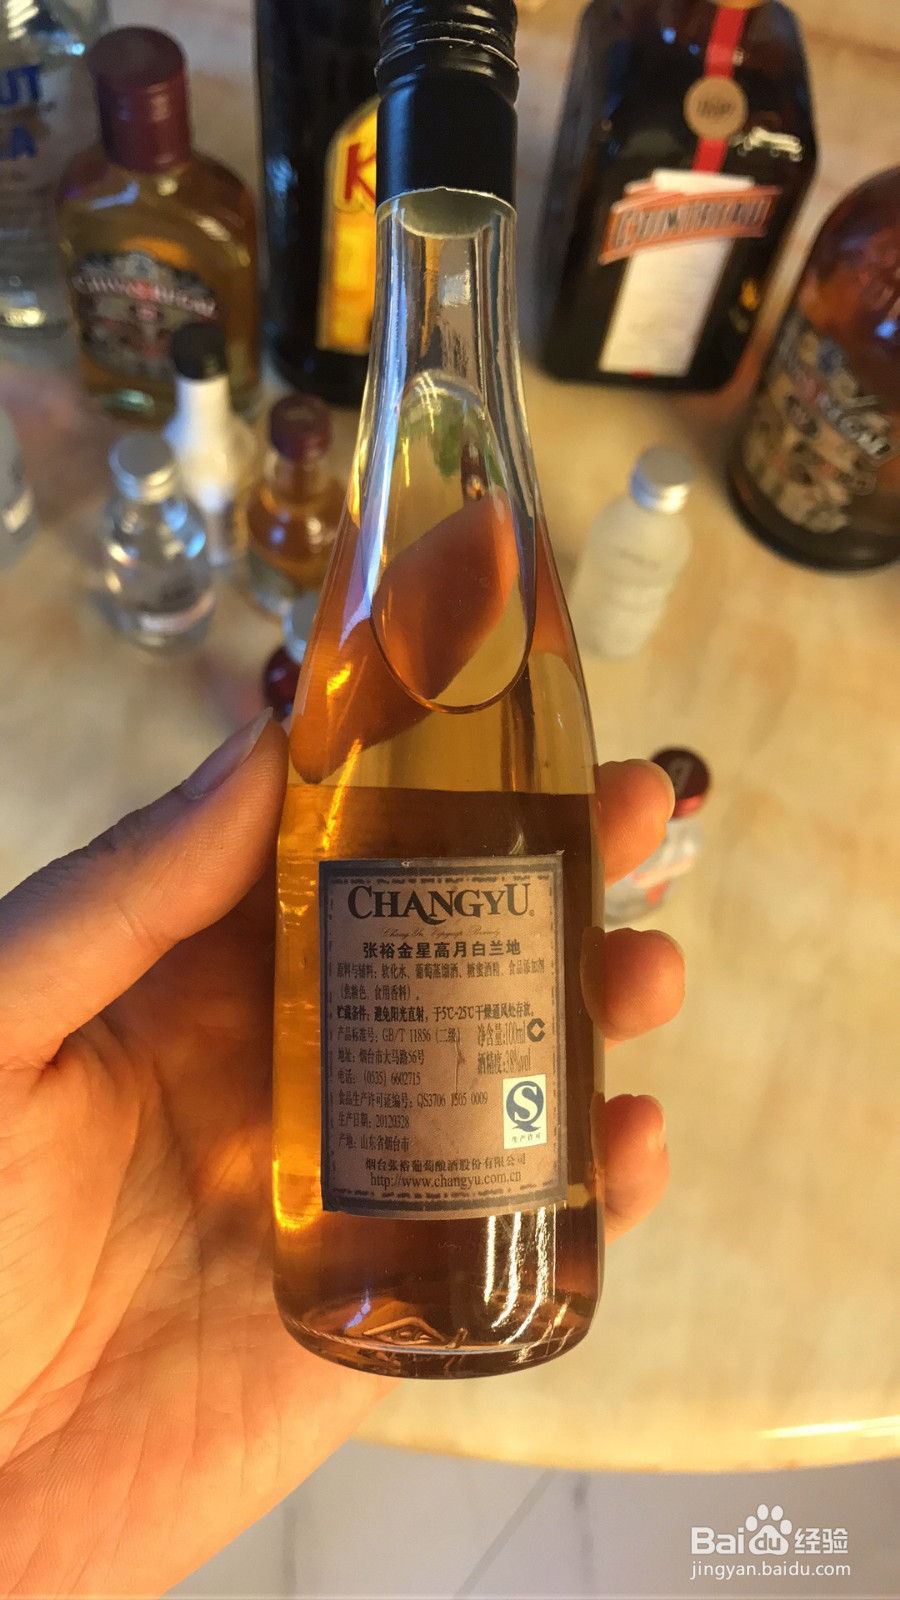 UT
K
COINTREAU
CHANGYU®
张裕金星高月白兰地
原料与辅料：软化水、葡萄蒸馏酒、糖蜜酒精、食品添加剂
（焦糖色、食用香料）。
贮藏条件：避免阳光直射，于5℃-25℃干燥通风处存放。
产品标准号：GB/T 11856（二级） 净含量:100ml
地址：烟台市大马路56号 酒精度:38%vol
电话：(0535) 6602715
食品生产许可证编号：QS3706 1505 0009
生产日期：20120328
产地：山东省烟台市
S
生产许可
烟台张裕葡萄酿酒股份有限公司
http://www.changyu.com.cn
Baidu经验
jingyan.baidu.com